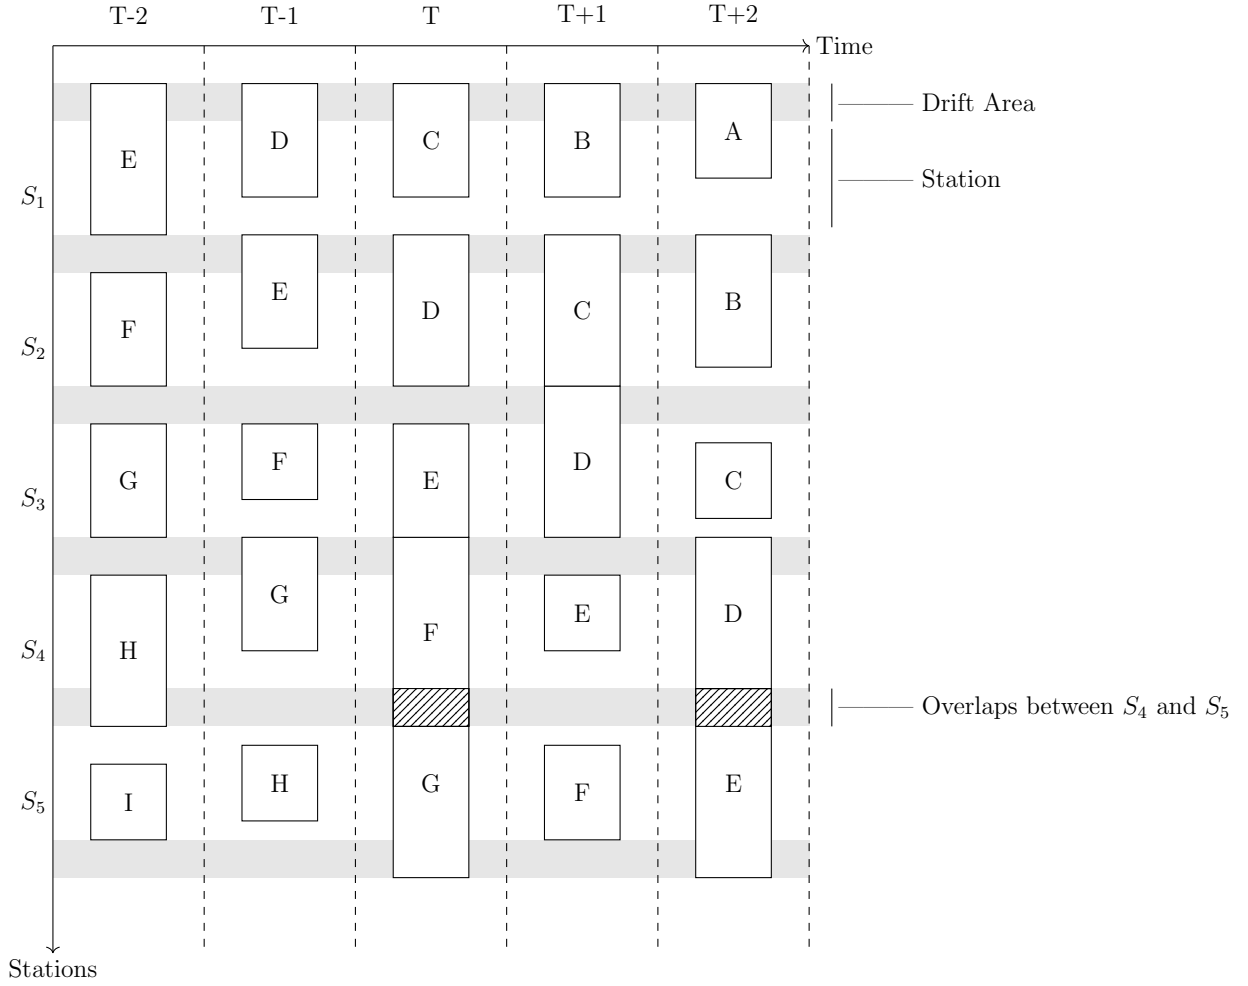 T-2 T-1 T T+1 T+2
Time
Drift Area
A
D C B
E
Station
S₁
E
B
D C
F
S₂
F D
G E C
S₃
G
E D
H
F
S₄
Overlaps between S₄ and S₅
H G E
F
I
S₅
Stations